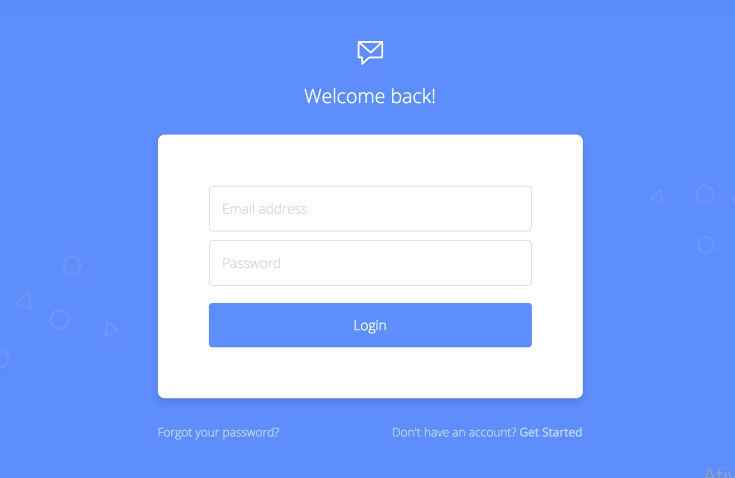 Welcome back!
Email address
Password
Login
Forgot your password?
Don't have an account? Get Started